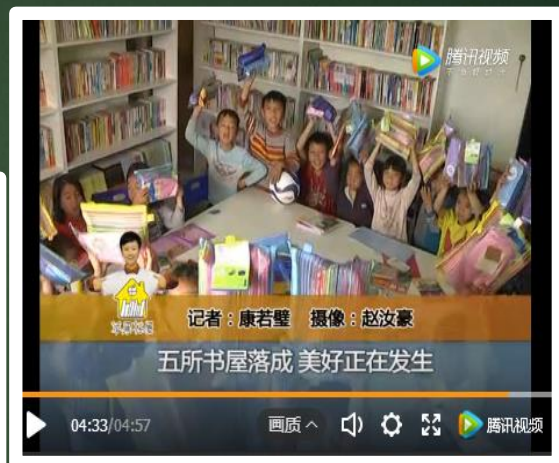 腾讯视频
记者：康若璧 摄像：赵汝豪
五所书屋落成 美好正在发生
04:33/04:57
画质
腾讯视频